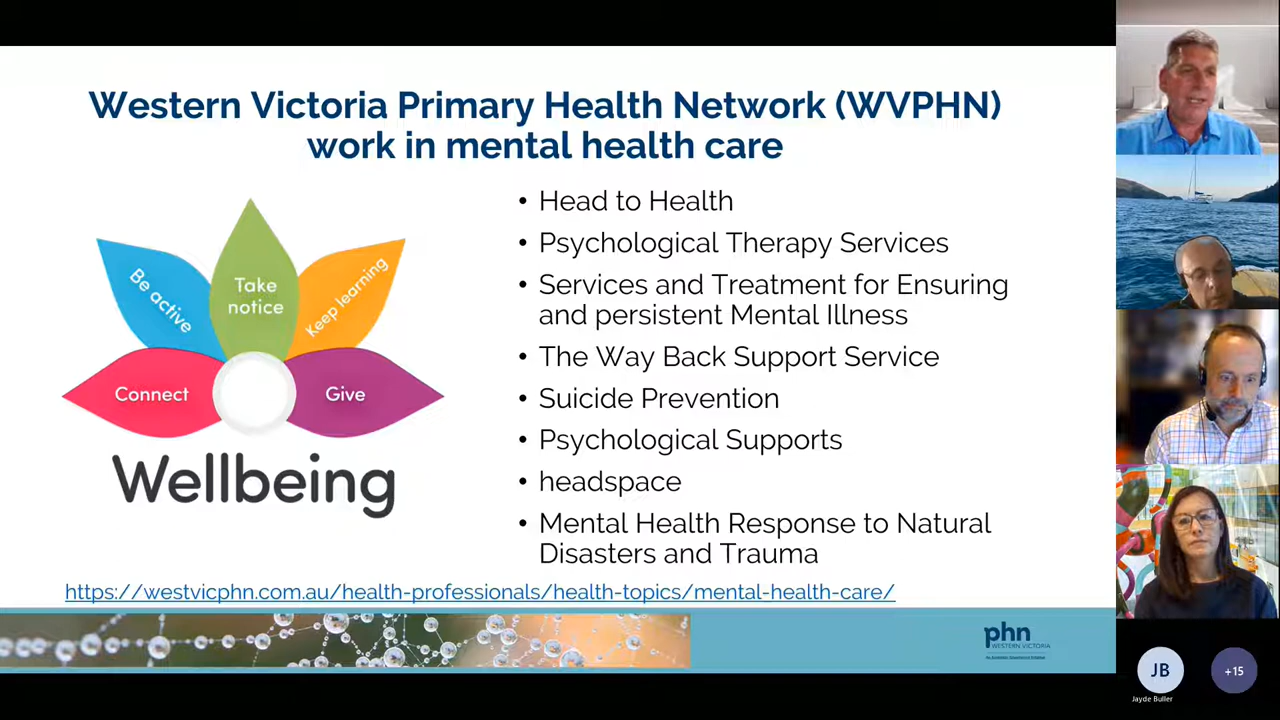 Western Victoria Primary Health Network (WVPHN)
work in mental health care
Be active
Take
notice
Keep learning
Connect
Give
Wellbeing
• Head to Health
• Psychological Therapy Services
• Services and Treatment for Ensuring
and persistent Mental Illness
• The Way Back Support Service
• Suicide Prevention
• Psychological Supports
• headspace
• Mental Health Response to Natural
Disasters and Trauma
https://westvicphn.com.au/health-professionals/health-topics/mental-health-care/
phn
WESTERN VICTORIA
JB
+15
Jayde Buller